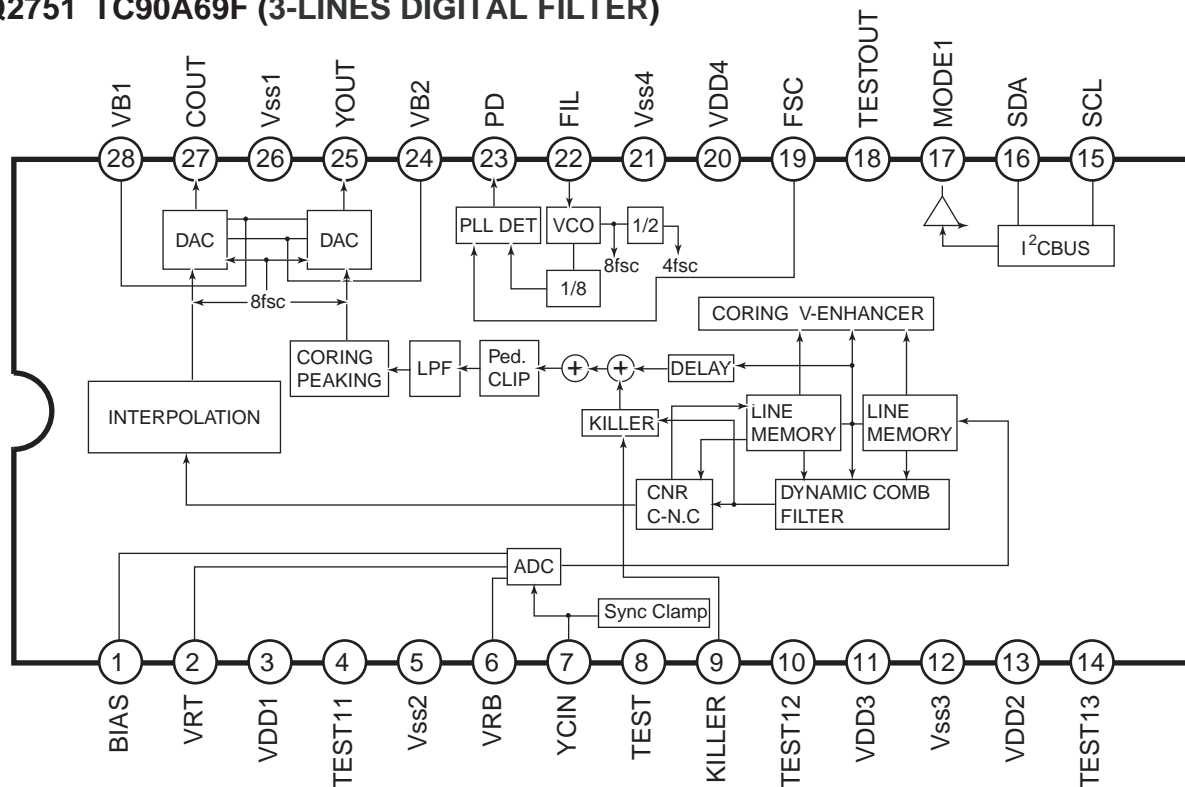 Q2751 TC90A69F (3-LINES DIGITAL FILTER)
VB1
COUT
Vss1
YOUT
VB2
PD
FIL
Vss4
VDD4
FSC
TESTOUT
MODE1
SDA
SCL
28
27
26
25
24
23
22
21
20
19
18
17
16
15
DAC
DAC
PLL DET
VCO
1/2
I²CBUS
8fsc
4fsc
1/8
8fsc
CORING V-ENHANCER
CORING
PEAKING
LPF
Ped.
CLIP
+
+
DELAY
INTERPOLATION
KILLER
LINE
MEMORY
LINE
MEMORY
CNR
C-N.C
DYNAMIC COMB
FILTER
ADC
Sync Clamp
1
2
3
4
5
6
7
8
9
10
11
12
13
14
BIAS
VRT
VDD1
TEST11
Vss2
VRB
YCIN
TEST
KILLER
TEST12
VDD3
Vss3
VDD2
TEST13